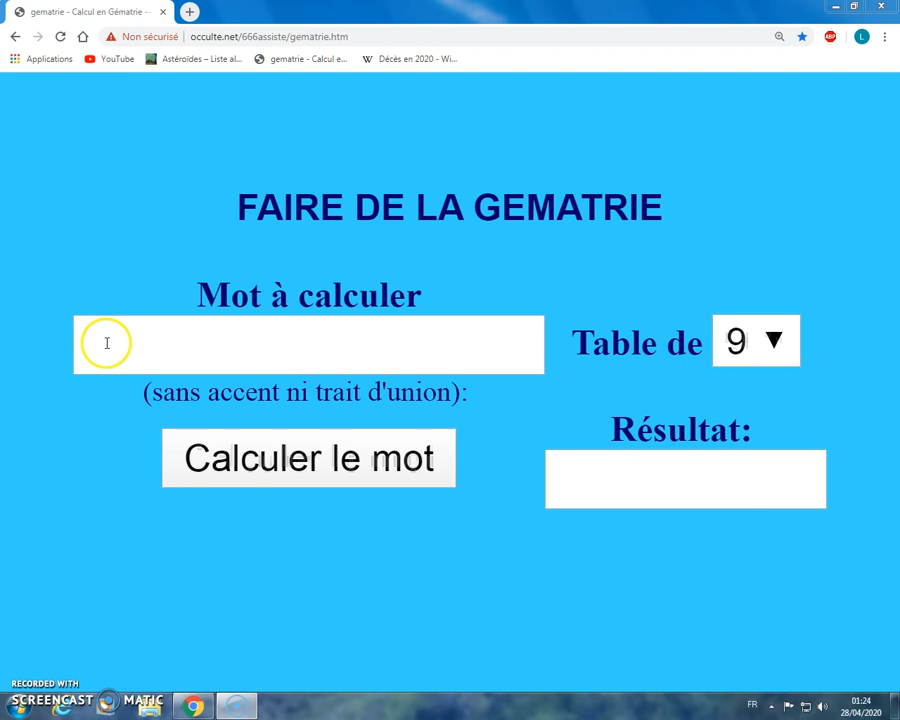 gematrie - Calcul en Gématrie -
Non sécurisé occulte.net/666assiste/gematrie.htm
ABP L
Applications YouTube Astéroïdes – Liste al... gematrie - Calcul e... W Décès en 2020 - Wi...
FAIRE DE LA GEMATRIE
Mot à calculer
Table de 9
(sans accent ni trait d'union):
Calculer le mot
Résultat:
RECORDED WITH
SCREENCAST MATIC
FR
01:24
28/04/2020